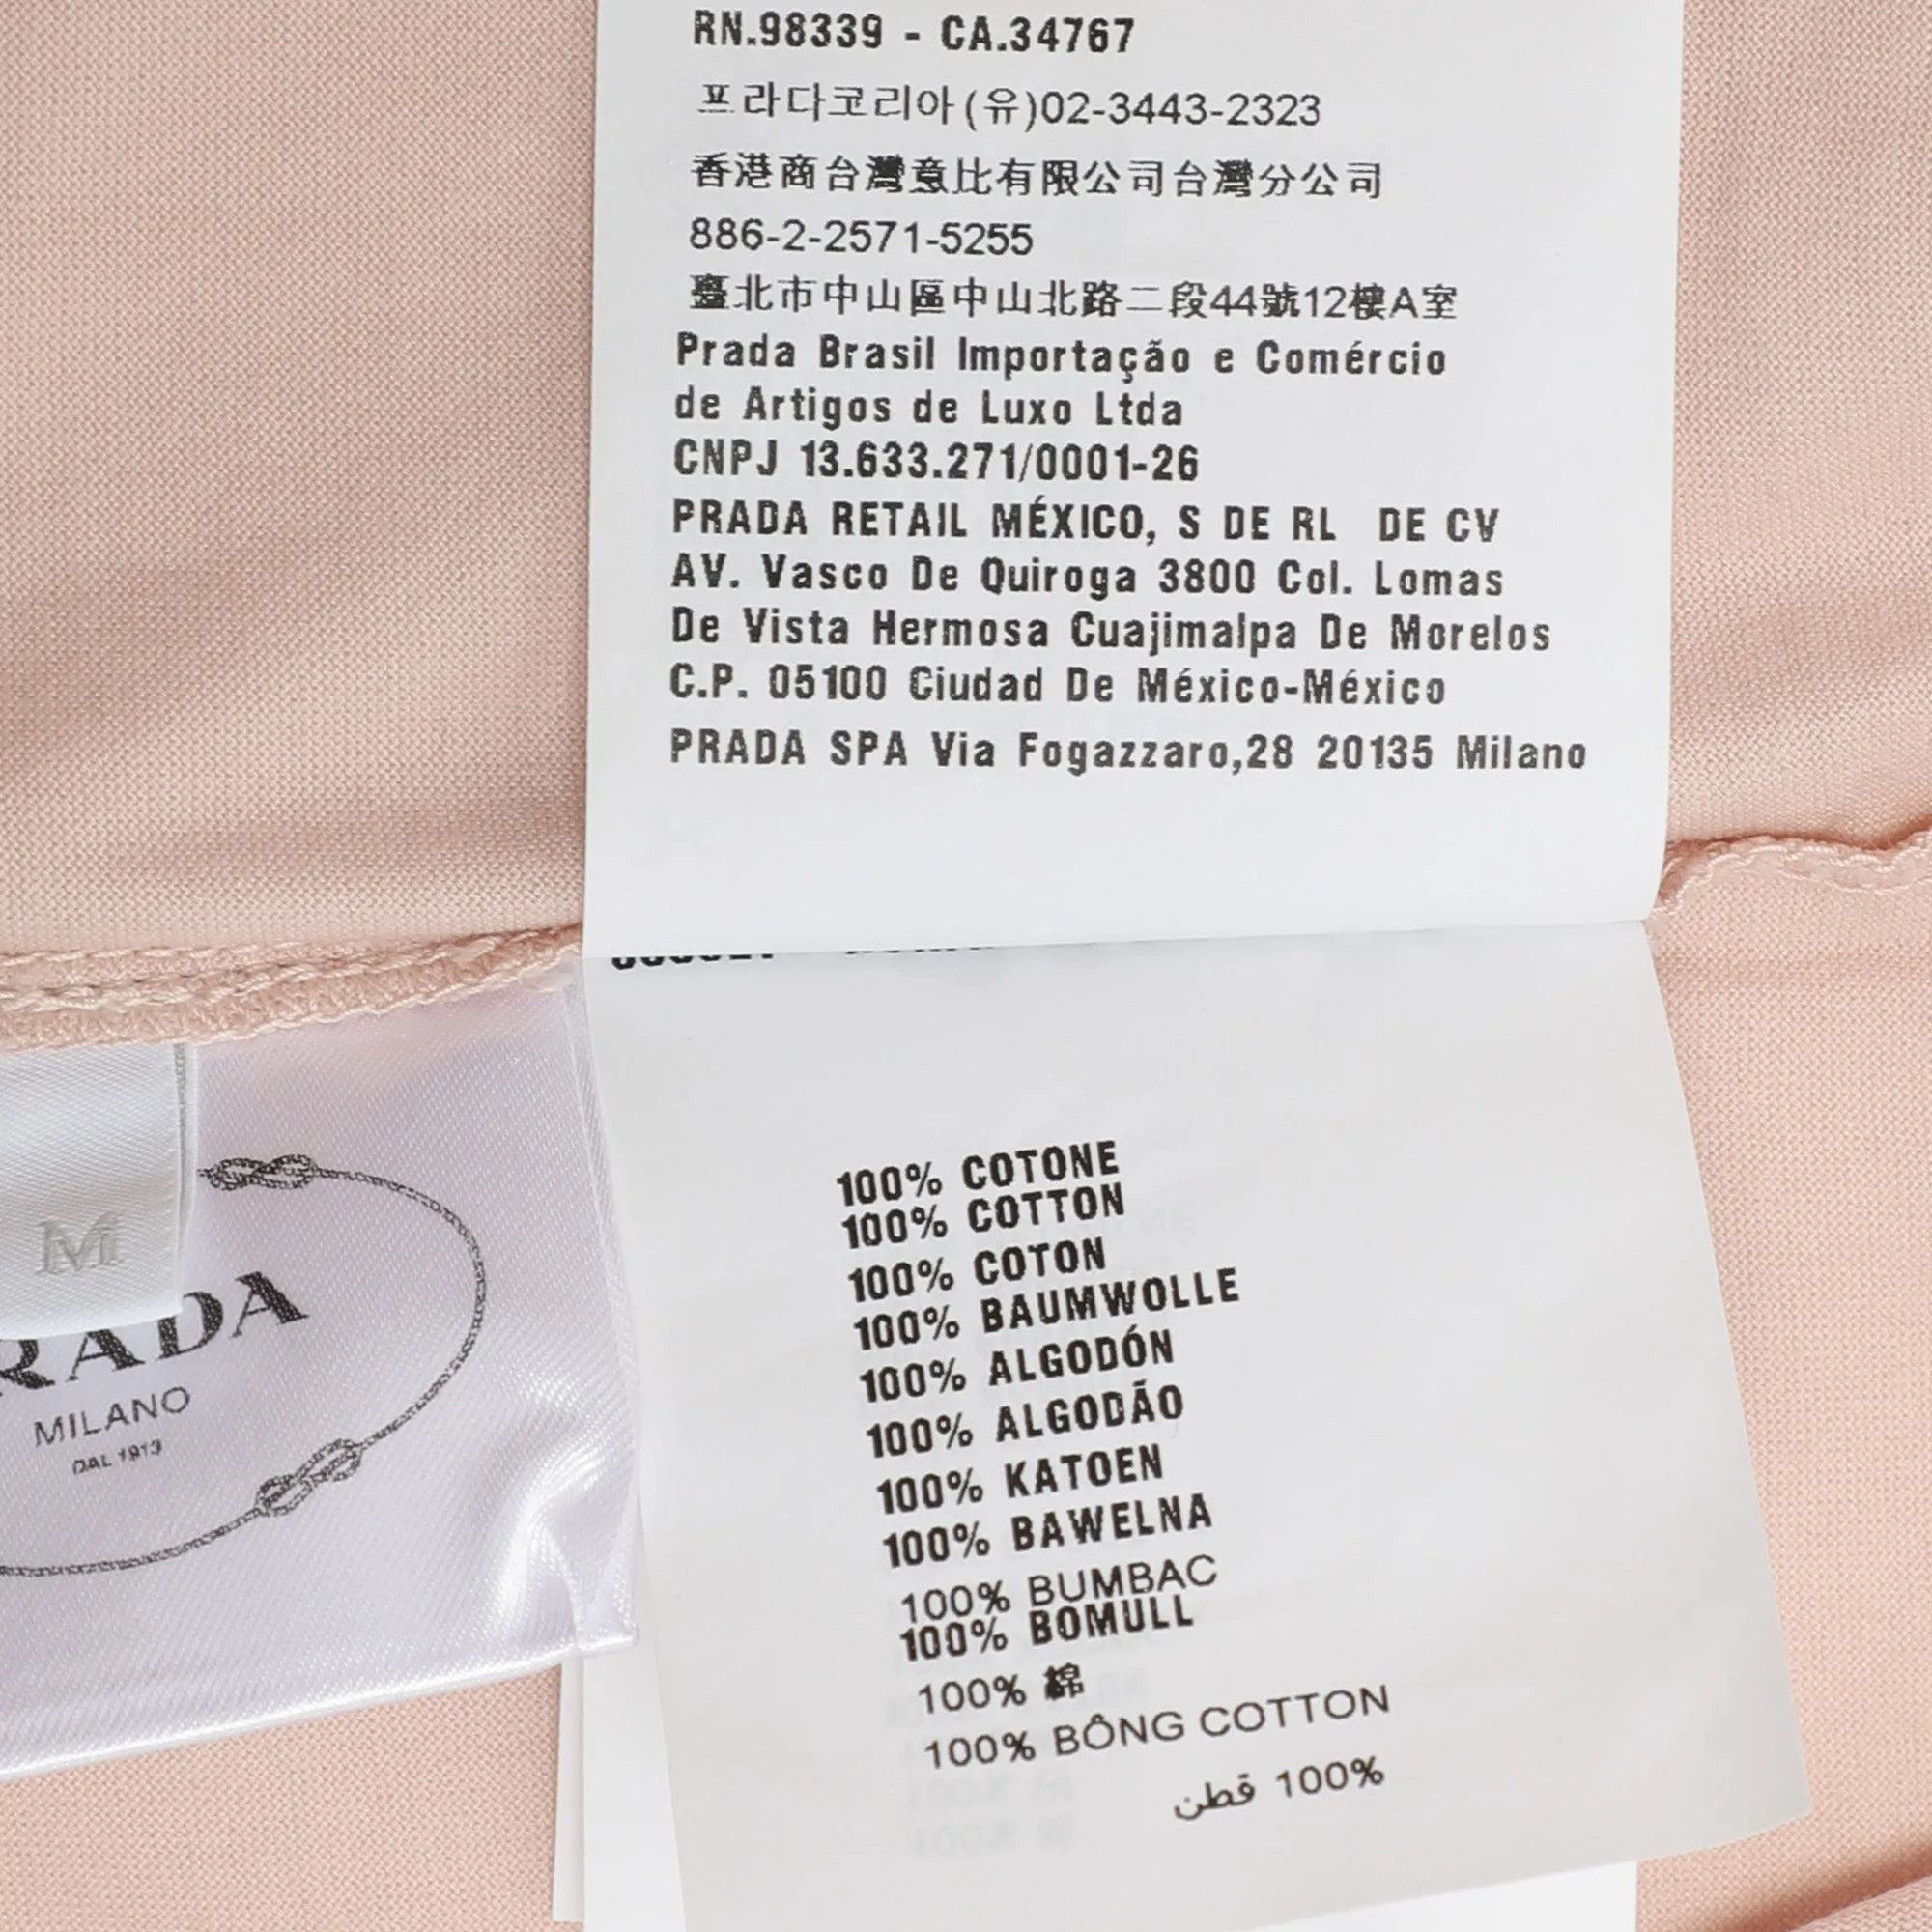 RN.98339 - CA.34767
프라다코리아(유)02-3443-2323
香港商台灣意比有限公司台灣分公司
886-2-2571-5255
臺北市中山區中山北路二段44號12樓A室
Prada Brasil Importação e Comércio
de Artigos de Luxo Ltda
CNPJ 13.633.271/0001-26
PRADA RETAIL MÉXICO, S DE RL DE CV
AV. Vasco De Quiroga 3800 Col. Lomas
De Vista Hermosa Cuajimalpa De Morelos
C.P. 05100 Ciudad De México-México
PRADA SPA Via Fogazzaro,28 20135 Milano
M
RADA
MILANO
DAL 1913
100% COTONE
100% COTTON
100% COTON
100% BAUMWOLLE
100% ALGODÓN
100% ALGODÃO
100% KATOEN
100% BAWELNA
100% BUMBAC
100% BOMULL
100% 棉
100% BÔNG COTTON
100% قطن